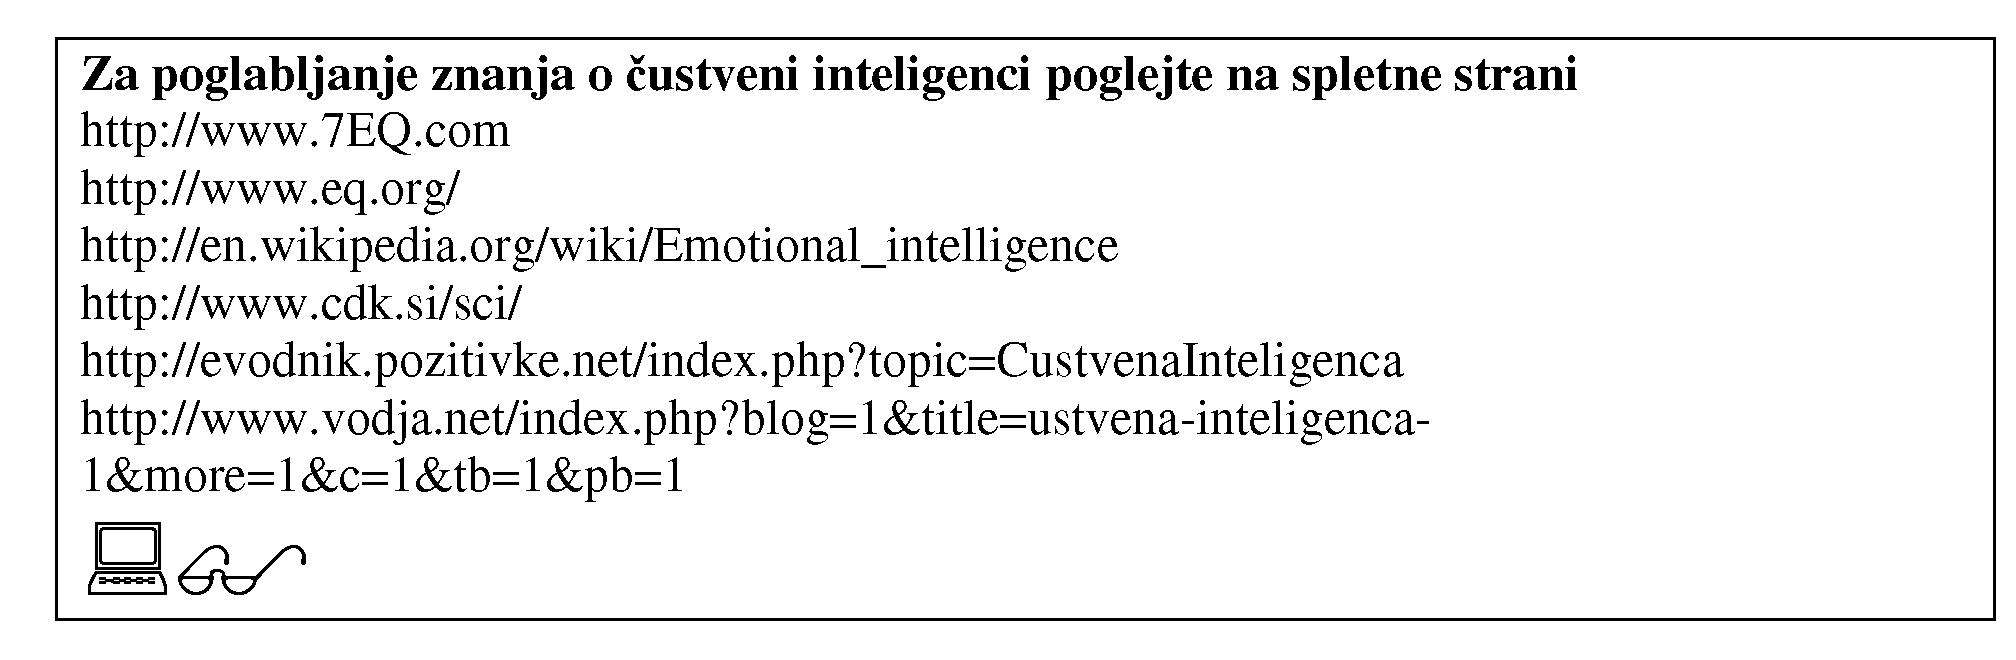 Za poglabljanje znanja o čustveni inteligenci poglejte na spletne strani
http://www.7EQ.com
http://www.eq.org/
http://en.wikipedia.org/wiki/Emotional_intelligence
http://www.cdk.si/sci/
http://evodnik.pozitivke.net/index.php?topic=CustvenaInteligenca
http://www.vodja.net/index.php?blog=1&title=ustvena-inteligenca-
1&more=1&c=1&tb=1&pb=1